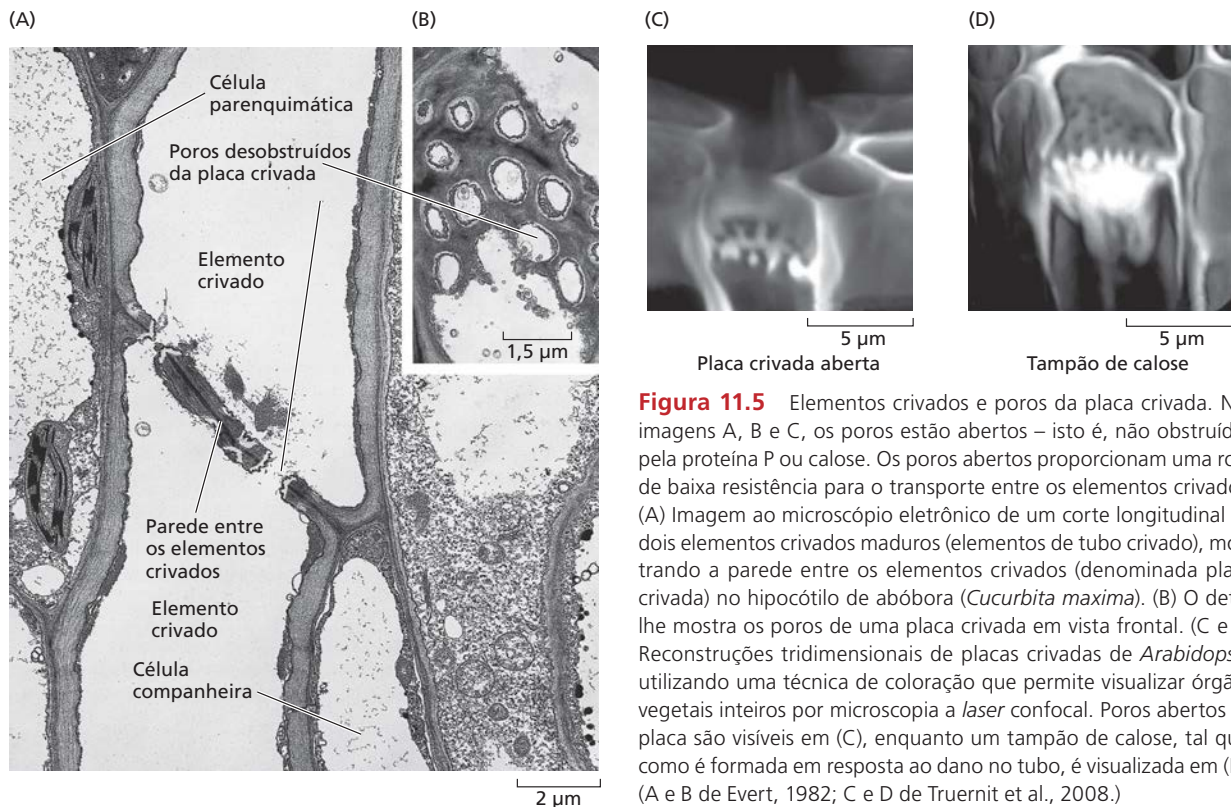 (A)
(B)
(C)
(D)
Célula
parenquimática
Poros desobstruídos
da placa crivada
Elemento
crivado
1,5 µm
Parede entre
os elementos
crivados
Elemento
crivado
Célula
companheira
2 µm
5 µm
Placa crivada aberta
5 µm
Tampão de calose
Figura 11.5 Elementos crivados e poros da placa crivada. N
imagens A, B e C, os poros estão abertos – isto é, não obstruíd
pela proteína P ou calose. Os poros abertos proporcionam uma ro
de baixa resistência para o transporte entre os elementos crivado
(A) Imagem ao microscópio eletrônico de um corte longitudinal
dois elementos crivados maduros (elementos de tubo crivado), mo
trando a parede entre os elementos crivados (denominada pla
crivada) no hipocótilo de abóbora (Cucurbita maxima). (B) O det
lhe mostra os poros de uma placa crivada em vista frontal. (C e
Reconstruções tridimensionais de placas crivadas de Arabidops
utilizando uma técnica de coloração que permite visualizar órgã
vegetais inteiros por microscopia a laser confocal. Poros abertos
placa são visíveis em (C), enquanto um tampão de calose, tal qu
como é formada em resposta ao dano no tubo, é visualizada em (
(A e B de Evert, 1982; C e D de Truernit et al., 2008.)